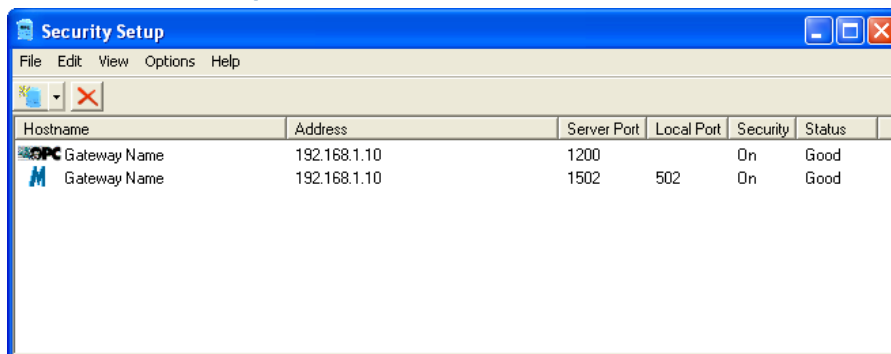 Security Setup
File Edit View Options Help
Hostname Address Server Port Local Port Security Status
OPC Gateway Name 192.168.1.10 1200 On Good
M Gateway Name 192.168.1.10 1502 502 On Good